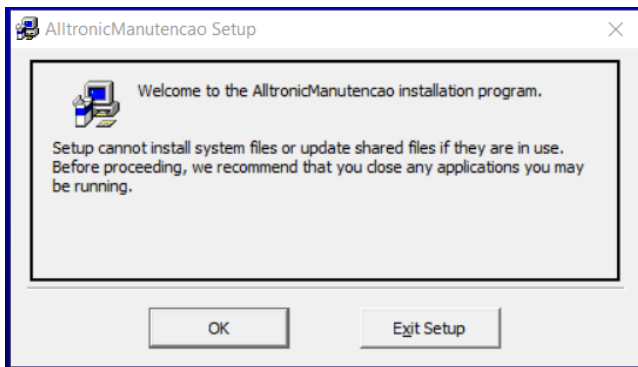 AlltronicManutencao Setup
Welcome to the AlltronicManutencao installation program.
Setup cannot install system files or update shared files if they are in use.
Before proceeding, we recommend that you close any applications you may
be running.
OK
Exit Setup